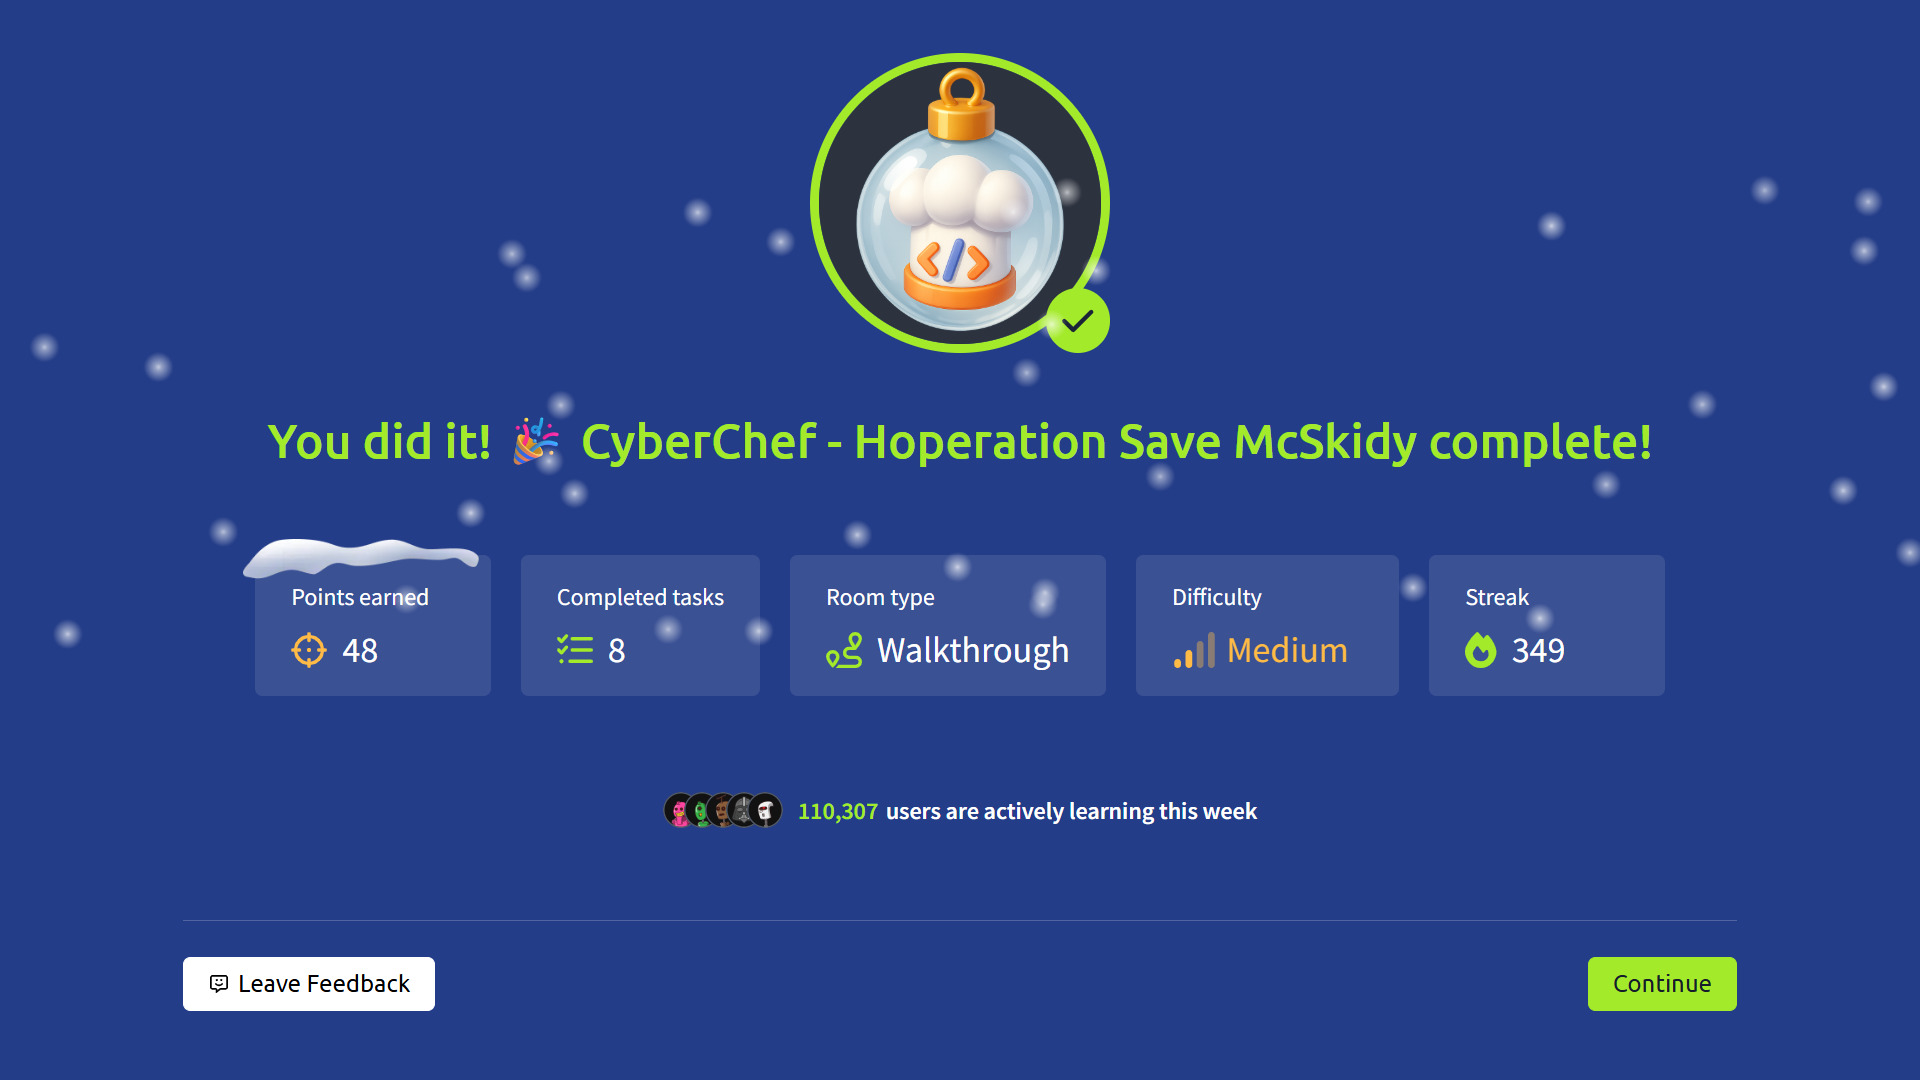 </>
You did it! 🎉 CyberChef - Hoperation Save McSkidy complete!
Points earned
48
Completed tasks
8
Room type
Walkthrough
Difficulty
Medium
Streak
349
110,307 users are actively learning this week
Leave Feedback
Continue